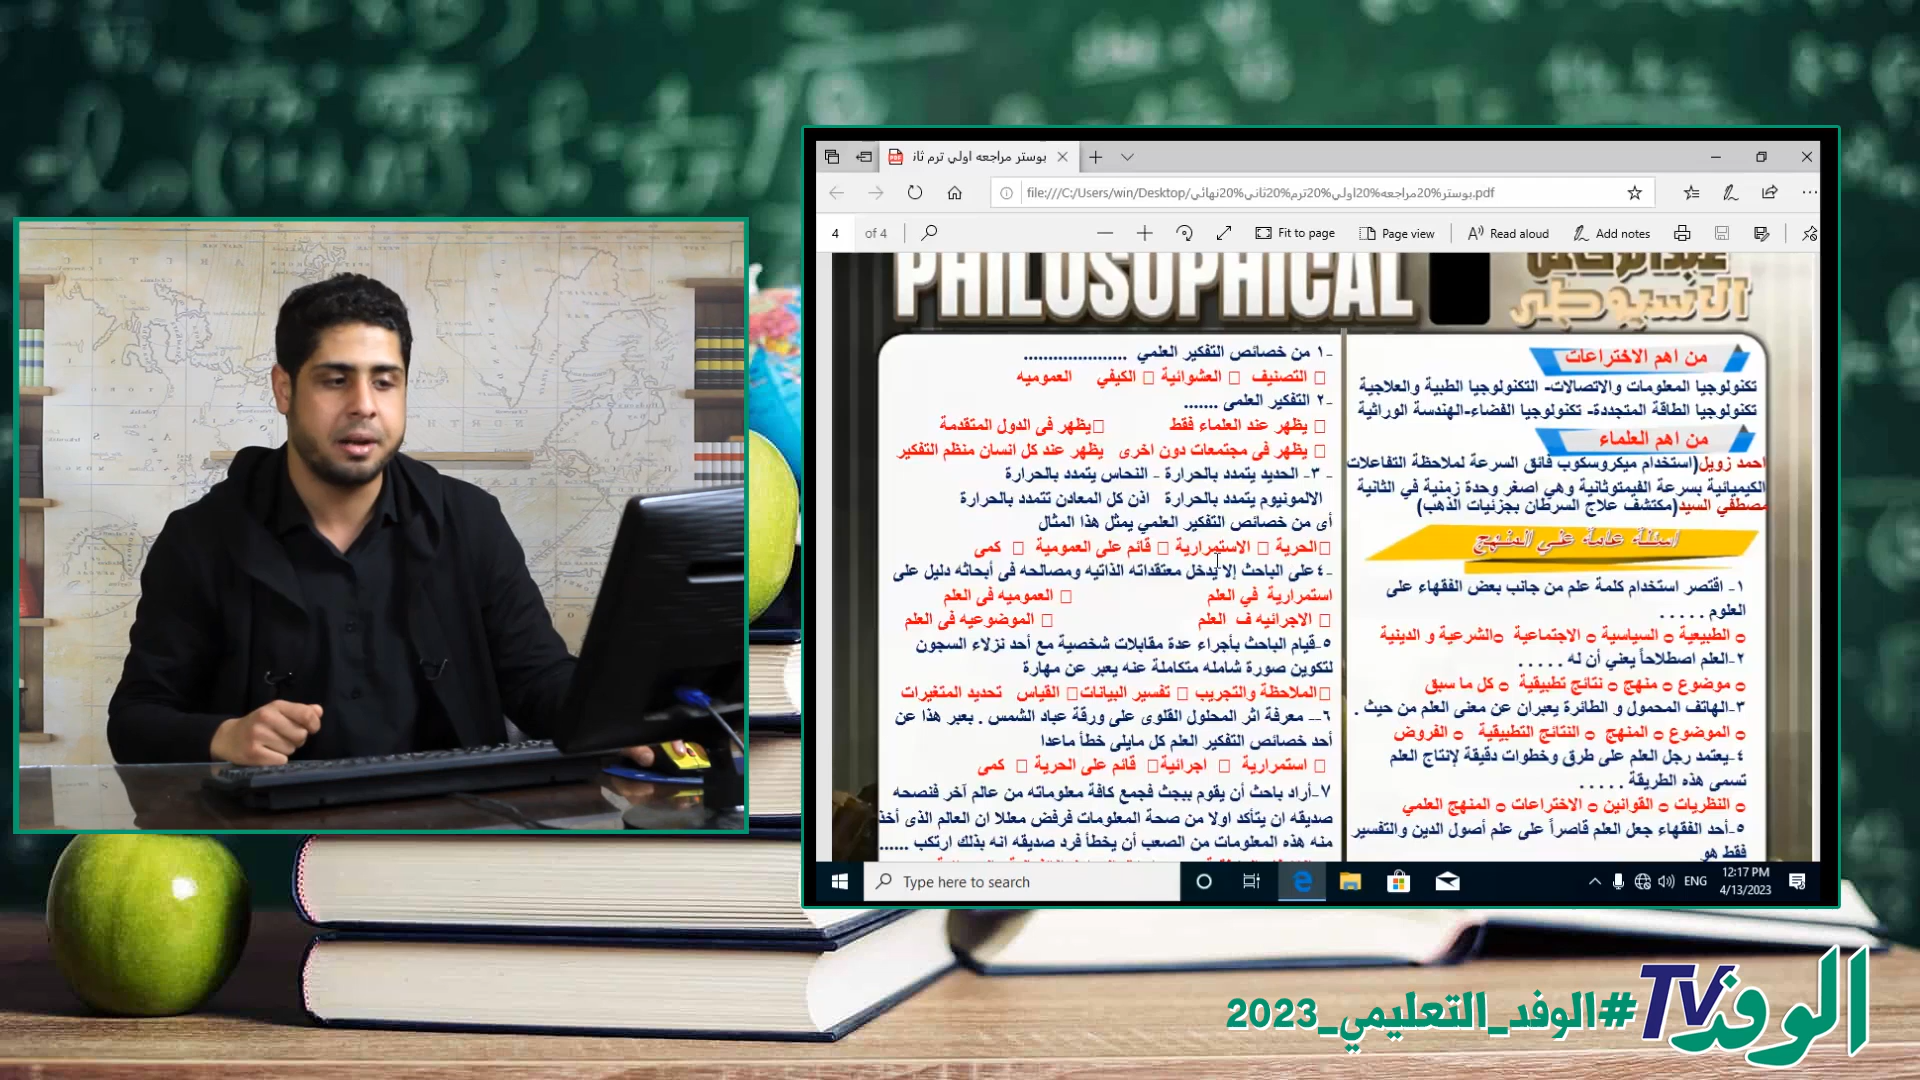 بوستر مراجعه اولي ترم ثان
file:///C:/Users/win/Desktop/بوستر%20مراجعه%20اولي%20ترم%20ثاني%20نهائي.pdf
4 of 4
Fit to page
Page view
Read aloud
Add notes
PHILOSOPHICAL
الاسيوطي
من اهم الاختراعات
تكنولوجيا المعلومات والاتصالات- التكنولوجيا الطبية والعلاجية
تكنولوجيا الطاقة المتجددة- تكنولوجيا الفضاء-الهندسة الوراثية
من اهم العلماء
احمد زويل(استخدام ميكروسكوب فائق السرعة لملاحظة التفاعلات
الكيميائية بسرعة الفيمتوثانية وهي اصغر وحدة زمنية في الثانية
مصطفي السيد(مكتشف علاج السرطان بجزئيات الذهب)
اسئلة عامة علي المنهج
١- اقتصر استخدام كلمة علم من جانب بعض الفقهاء على
العلوم . . . . .
الطبيعية السياسية الاجتماعية الشرعية و الدينية
٢-العلم اصطلاحاً يعني أن له . . . . .
موضوع منهج نتائج تطبيقية كل ما سبق
٣-الهاتف المحمول و الطائرة يعبران عن معنى العلم من حيث .
الموضوع المنهج النتائج التطبيقية الفروض
٤-يعتمد رجل العلم على طرق وخطوات دقيقة لإنتاج العلم
تسمى هذه الطريقة . . . . .
النظريات القوانين الاختراعات المنهج العلمي
٥-أحد الفقهاء جعل العلم قاصراً على علم أصول الدين والتفسير
فقط هو
١- من خصائص التفكير العلمي .....................
□ التصنيف □ العشوائية □ الكيفي العموميه
٢- التفكير العلمى .......
□ يظهر عند العلماء فقط □يظهر فى الدول المتقدمة
□ يظهر فى مجتمعات دون اخرى يظهر عند كل انسان منظم التفكير
٣- - الحديد يتمدد بالحرارة - النحاس يتمدد بالحرارة
الالمونيوم يتمدد بالحرارة اذن كل المعادن تتمدد بالحرارة
أى من خصائص التفكير العلمي يمثل هذا المثال
□الحرية □ الاستمرارية □ قائم على العمومية □ كمى
٤- على الباحث إلا يدخل معتقداته الذاتيه ومصالحه فى أبحاثه دليل على
استمرارية في العلم □ العموميه فى العلم
□ الاجرائيه ف العلم □ الموضوعيه فى العلم
٥-قيام الباحث بأجراء عدة مقابلات شخصية مع أحد نزلاء السجون
لتكوين صورة شامله متكاملة عنه يعبر عن مهارة
□الملاحظة والتجريب □ تفسير البيانات□ القياس تحديد المتغيرات
٦-- معرفة اثر المحلول القلوى على ورقة عباد الشمس . بعبر هذا عن
أحد خصائص التفكير العلم كل مايلى خطأ ماعدا
□ استمرارية □ اجرائية□ قائم على الحرية □ كمى
٧-أراد باحث أن يقوم ببحث فجمع كافة معلوماته من عالم آخر فنصحه
صديقه ان يتأكد اولا من صحة المعلومات فرفض معللا ان العالم الذى أخذ
منه هذه المعلومات من الصعب أن يخطأ فرد صديقه انه بذلك ارتكب ......
Type here to search
ENG
12:17 PM
4/13/2023
#الوفد_التعليمي_2023
الوفد TV